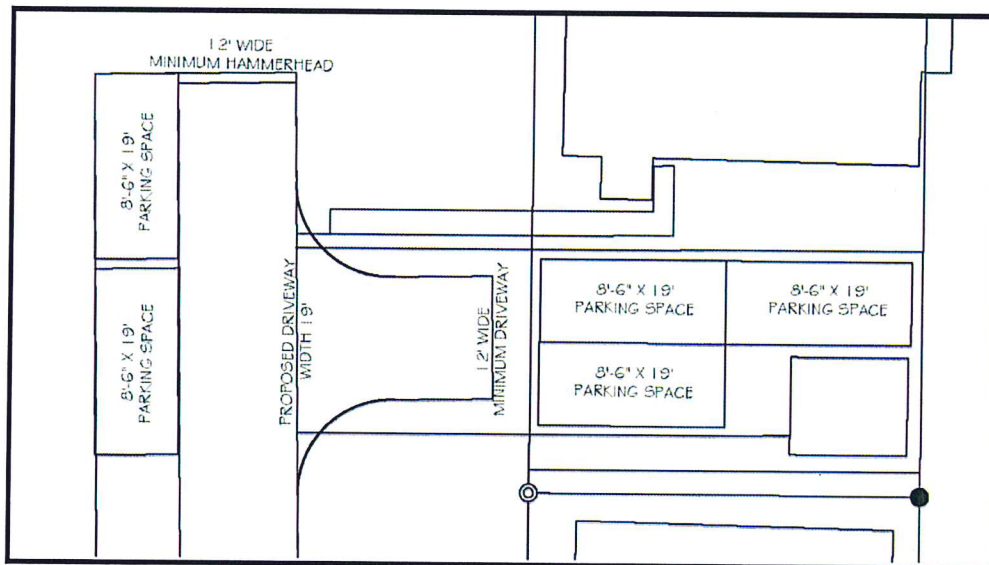 12' WIDE
MINIMUM HAMMERHEAD
8'-6" X 19'
PARKING SPACE
8'-6" X 19'
PARKING SPACE
PROPOSED DRIVEWAY
WIDTH 19'
12' WIDE
MINIMUM DRIVEWAY
8'-6" X 19'
PARKING SPACE
8'-6" X 19'
PARKING SPACE
8'-6" X 19'
PARKING SPACE